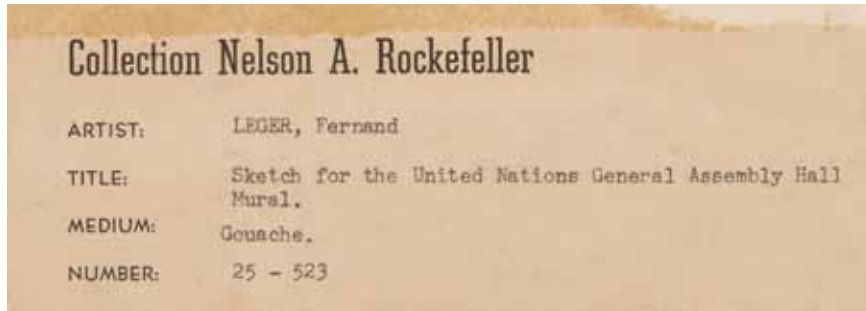 Collection Nelson A. Rockefeller
ARTIST: LEGER, Fernand
TITLE: Sketch for the United Nations General Assembly Hall
Mural.
MEDIUM: Gouache.
NUMBER: 25 - 523